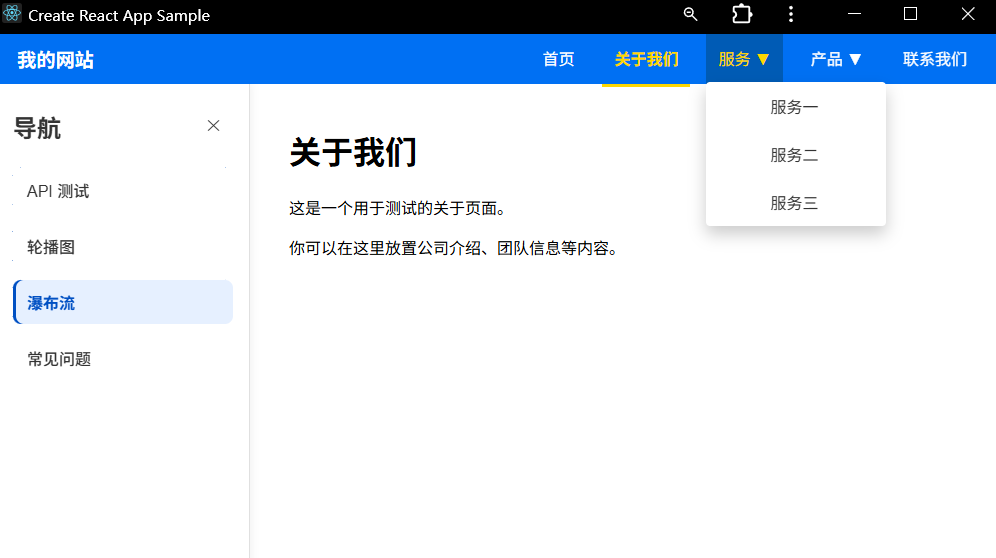 Create React App Sample
我的网站
首页
关于我们
服务 ▼
产品 ▼
联系我们
服务一
服务二
服务三
导航
API 测试
轮播图
瀑布流
常见问题
关于我们
这是一个用于测试的关于页面。
你可以在这里放置公司介绍、团队信息等内容。